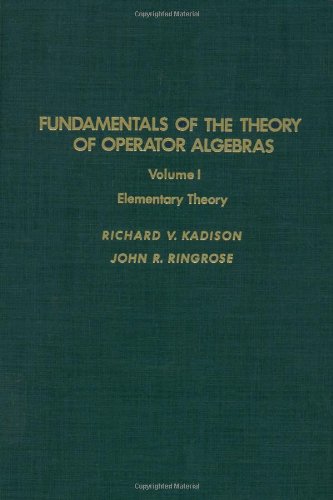 FUNDAMENTALS OF THE THEORY
OF OPERATOR ALGEBRAS
Volume I
Elementary Theory
RICHARD V. KADISON
JOHN R. RINGROSE